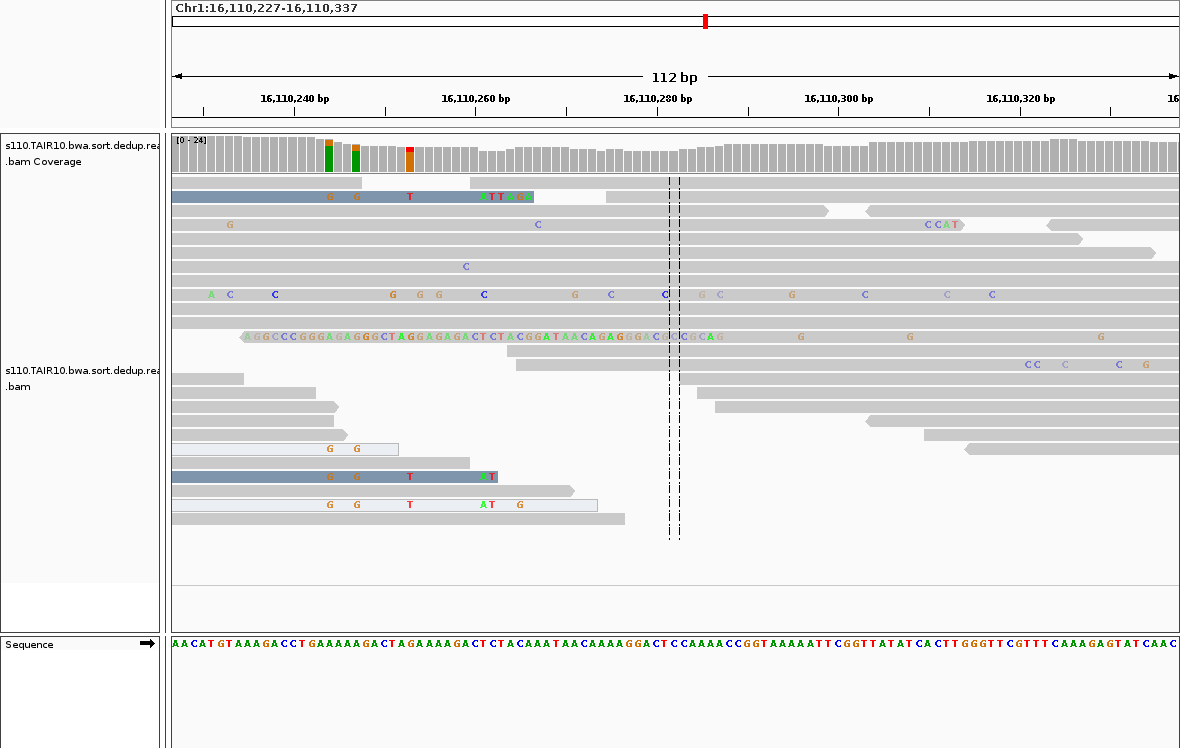 Chr1:16,110,227-16,110,337
112 bp
16,110,240 bp 16,110,260 bp 16,110,280 bp 16,110,300 bp 16,110,320 bp 16
s110.TAIR10.bwa.sort.dedup.rea
.bam Coverage
[0 - 24]
G G T A T T A G A
G C C C A T
C
A C C G G G C G C C G C G C C C
AGGCCCGGGAGAGGGCTAGGAGAGACTCTACGGATAACAGAGGGGACGCCCGCAG G G G
C C C C G
s110.TAIR10.bwa.sort.dedup.rea
.bam
G G
G G T A T
G G T A T G
Sequence
AACATGTAAAGACCTGAAAAAGACTAGAAAAGACTCTACAAATAACAAAAGGACTCCAAAACCGGTAAAAATTCGGTTATATCACTTGGGTTCGTTTCAAAGAGTATCAAC